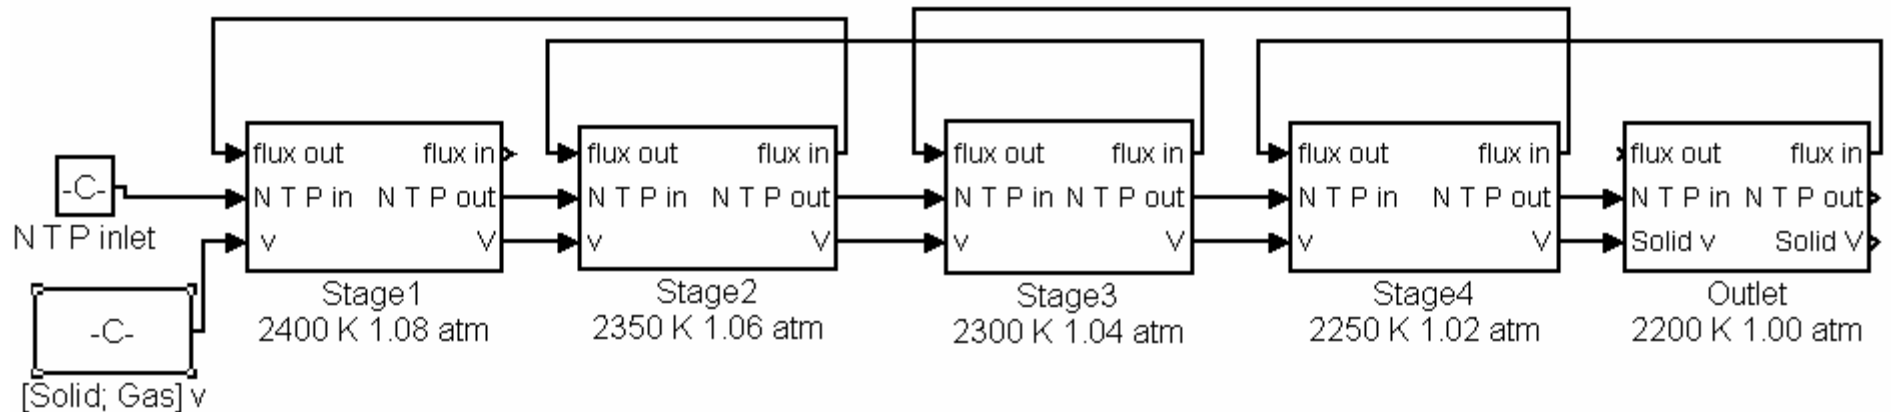 -C-
N T P inlet
-C-
[Solid; Gas] v
flux out flux in
N T P in N T P out
v V
Stage1
2400 K 1.08 atm
flux out flux in
N T P in N T P out
v V
Stage2
2350 K 1.06 atm
flux out flux in
N T P in N T P out
v V
Stage3
2300 K 1.04 atm
flux out flux in
N T P in N T P out
v V
Stage4
2250 K 1.02 atm
flux out flux in
N T P in N T P out
Solid v Solid V
Outlet
2200 K 1.00 atm